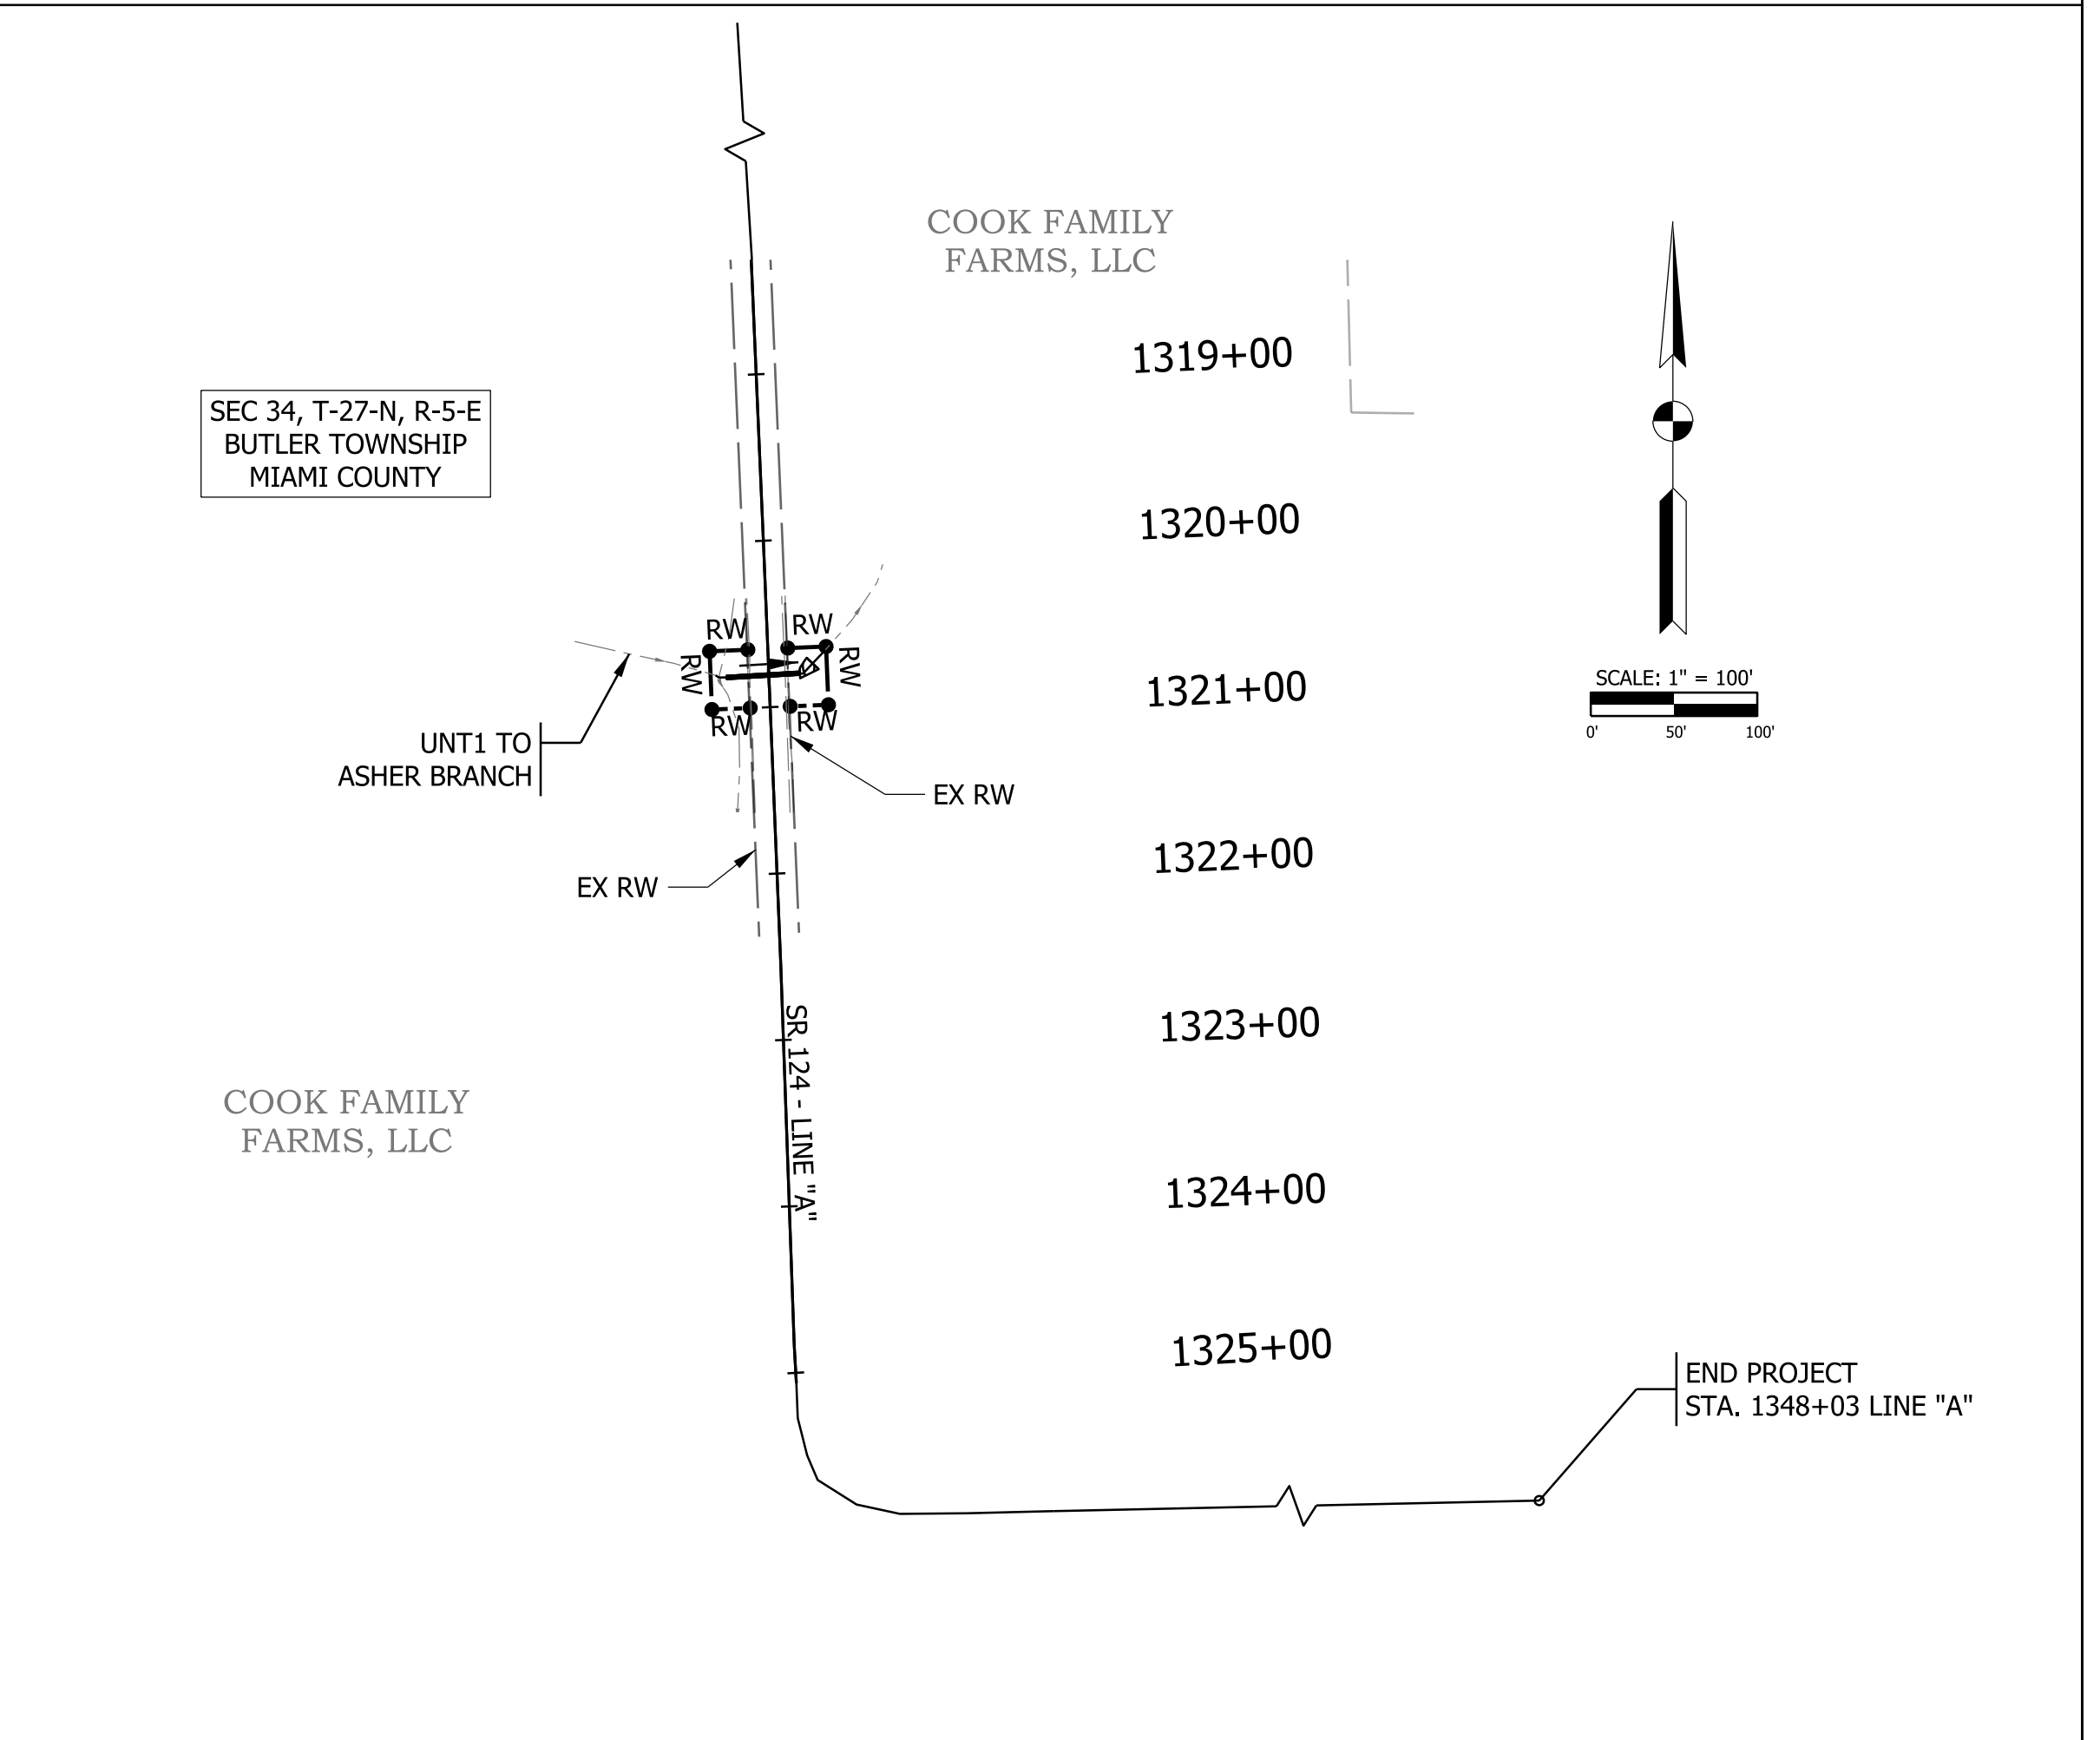 COOK FAMILY
FARMS, LLC
1319+00
SEC 34, T-27-N, R-5-E
BUTLER TOWNSHIP
MIAMI COUNTY
1320+00
RW
RW
RW
RW
1321+00
SCALE: 1" = 100'
0' 50' 100'
RW
RW
UNT1 TO
ASHER BRANCH
EX RW
1322+00
EX RW
SR 124 - LINE "A"
1323+00
COOK FAMILY
FARMS, LLC
1324+00
1325+00
END PROJECT
STA. 1348+03 LINE "A"